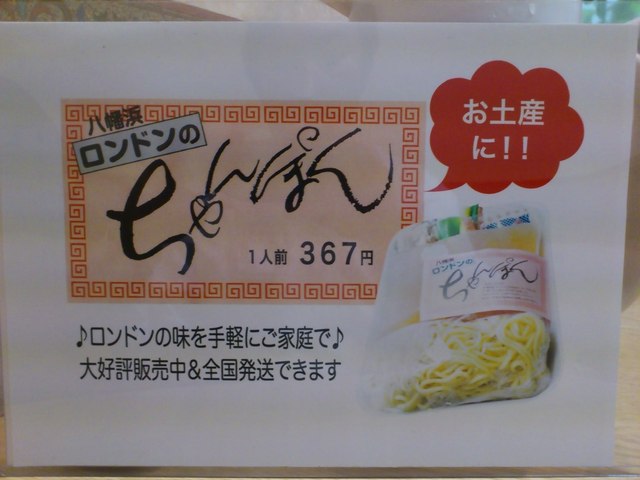 八幡浜
ロンドンの
ちゃんぽん
1人前 367円
お土産
に!!
八幡浜
ロンドンの
ちゃんぽん
♪ロンドンの味を手軽にご家庭で♪
大好評販売中&全国発送できます